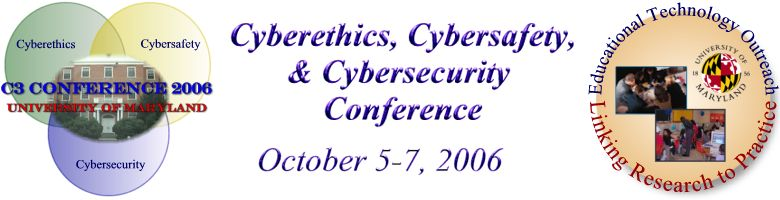 Cyberethics
Cybersafety
C3 CONFERENCE 2006
UNIVERSITY OF MARYLAND
Cybersecurity
Cyberethics, Cybersafety,
& Cybersecurity
Conference
October 5-7, 2006
Educational Technology Outreach
UNIVERSITY OF
18 56
MARYLAND
Linking Research to Practice